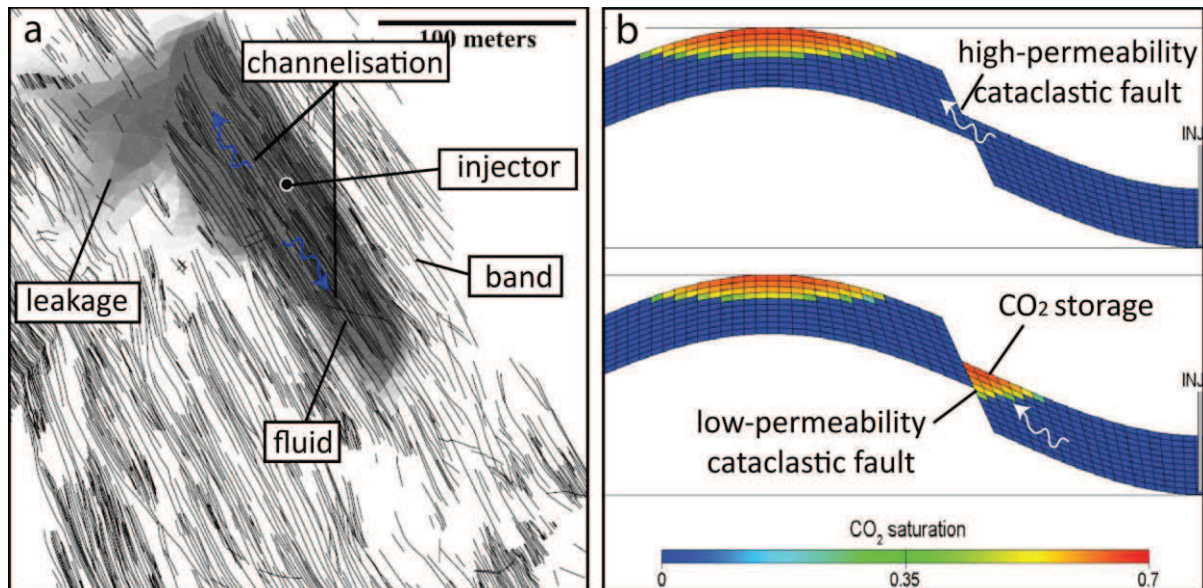 a
100 meters
channelisation
injector
band
leakage
fluid
b
high-permeability
cataclastic fault
INJ
CO₂ storage
INJ
low-permeability
cataclastic fault
CO₂ saturation
0
0.35
0.7